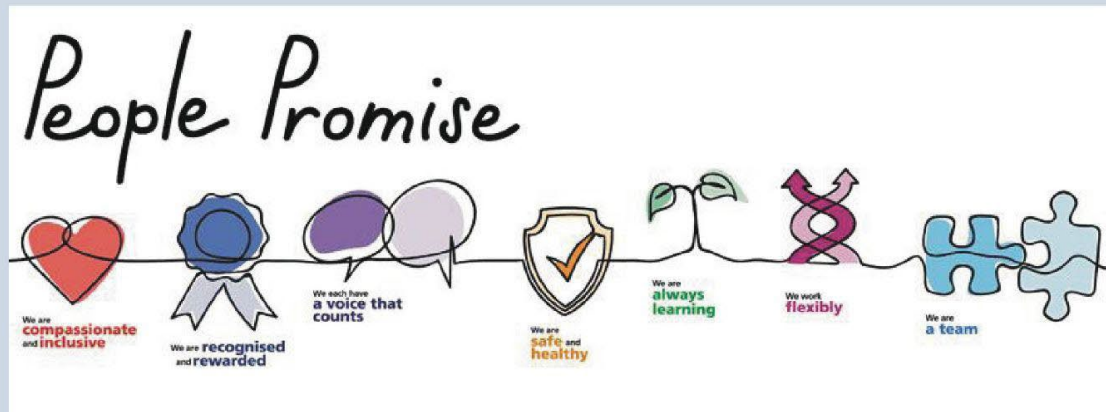 People Promise
We are
compassionate
and inclusive
We are recognised
and rewarded
We each have
a voice that
counts
We are
safe and
healthy
We are
always
learning
We work
flexibly
We are
a team